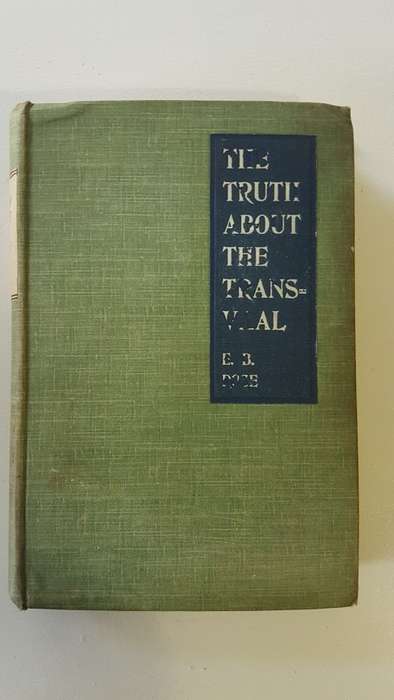 THE
TRUTH
ABOUT
THE
TRANS-
VAAL
E. B.
ROSE